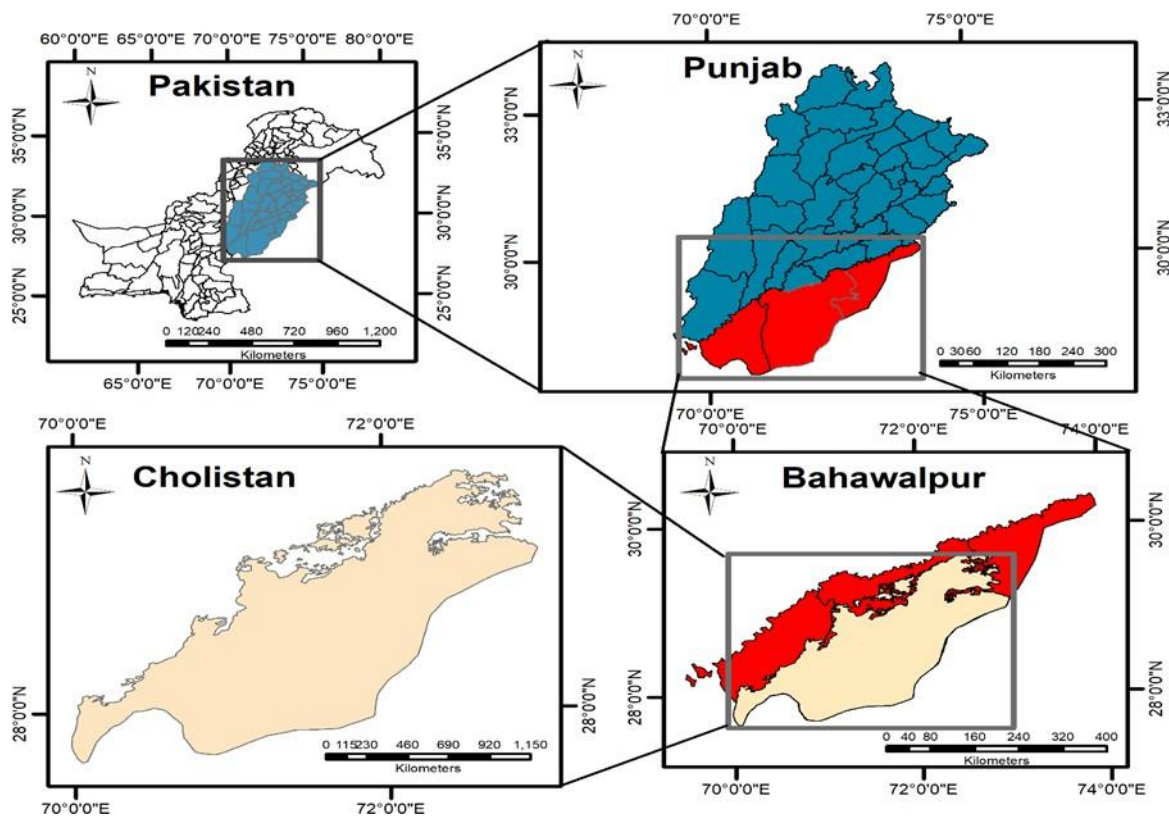 60°0'0"E 65°0'0"E 70°0'0"E 75°0'0"E 80°0'0"E
N
Pakistan
35°0'0"N
30°0'0"N
25°0'0"N
35°0'0"N
30°0'0"N
25°0'0"N
0 120240 480 720 960 1,200
Kilometers
65°0'0"E 70°0'0"E 75°0'0"E
70°0'0"E 75°0'0"E
N
Punjab
33°0'0"N
30°0'0"N
33°0'0"N
30°0'0"N
0 3060 120 180 240 300
Kilometers
70°0'0"E 75°0'0"E
70°0'0"E 72°0'0"E
N
Cholistan
28°0'0"N
28°0'0"N
0 115230 460 690 920 1,150
Kilometers
70°0'0"E 72°0'0"E
70°0'0"E 72°0'0"E 74°0'0"E
N
Bahawalpur
30°0'0"N
28°0'0"N
30°0'0"N
28°0'0"N
0 40 80 160 240 320 400
Kilometers
70°0'0"E 72°0'0"E 74°0'0"E